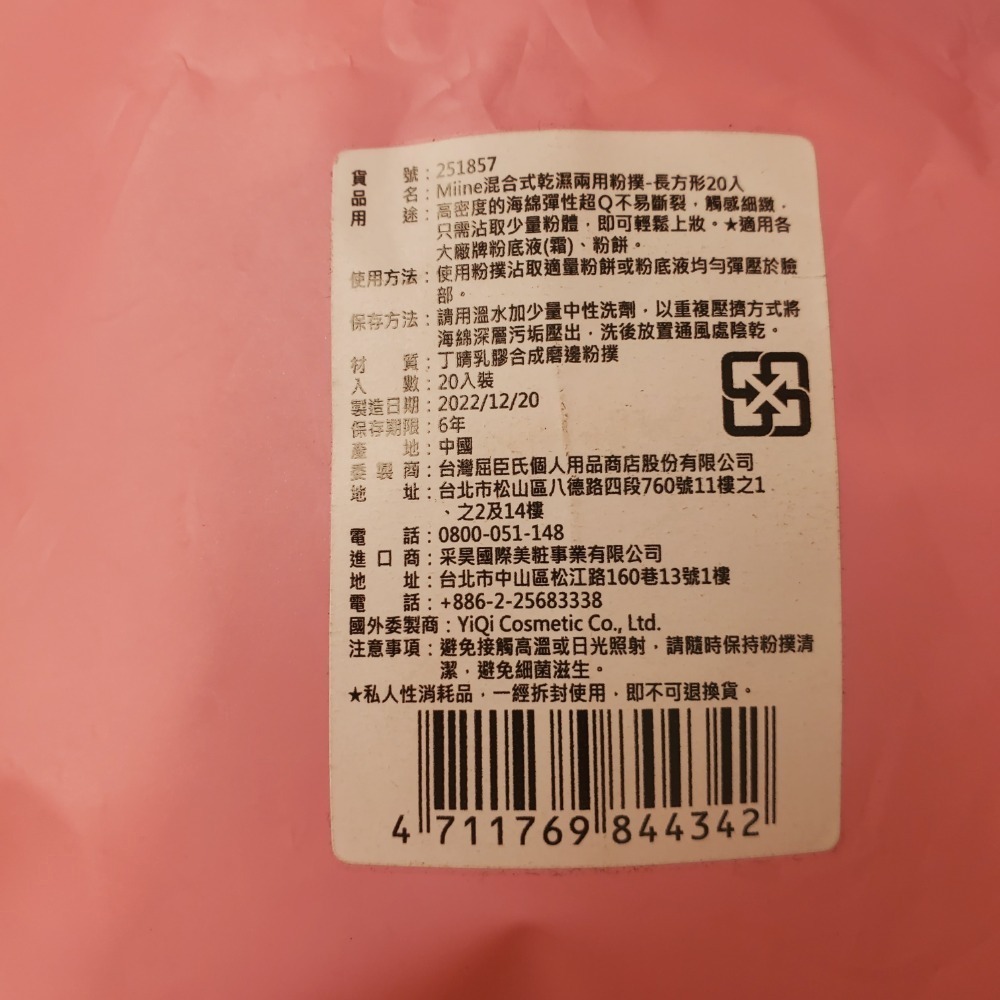 貨號：251857
品名：Miine混合式乾濕兩用粉撲-長方形20入
用途：高密度的海綿彈性超Q不易斷裂，觸感細緻，
只需沾取少量粉體，即可輕鬆上妝。★適用各
大廠牌粉底液(霜)、粉餅。
使用方法：使用粉撲沾取適量粉餅或粉底液均勻彈壓於臉
部。
保存方法：請用溫水加少量中性洗劑，以重複壓擠方式將
海綿深層污垢壓出，洗後放置通風處陰乾。
材質：丁晴乳膠合成磨邊粉撲
入數：20入裝
製造日期：2022/12/20
保存期限：6年
產地：中國
委製商：台灣屈臣氏個人用品商店股份有限公司
地址：台北市松山區八德路四段760號11樓之1
、之2及14樓
電話：0800-051-148
進口商：采昊國際美粧事業有限公司
地址：台北市中山區松江路160巷13號1樓
電話：+886-2-25683338
國外委製商：YiQi Cosmetic Co., Ltd.
注意事項：避免接觸高溫或日光照射，請隨時保持粉撲清
潔，避免細菌滋生。
★私人性消耗品，一經拆封使用，即不可退換貨。
4 711769 844342